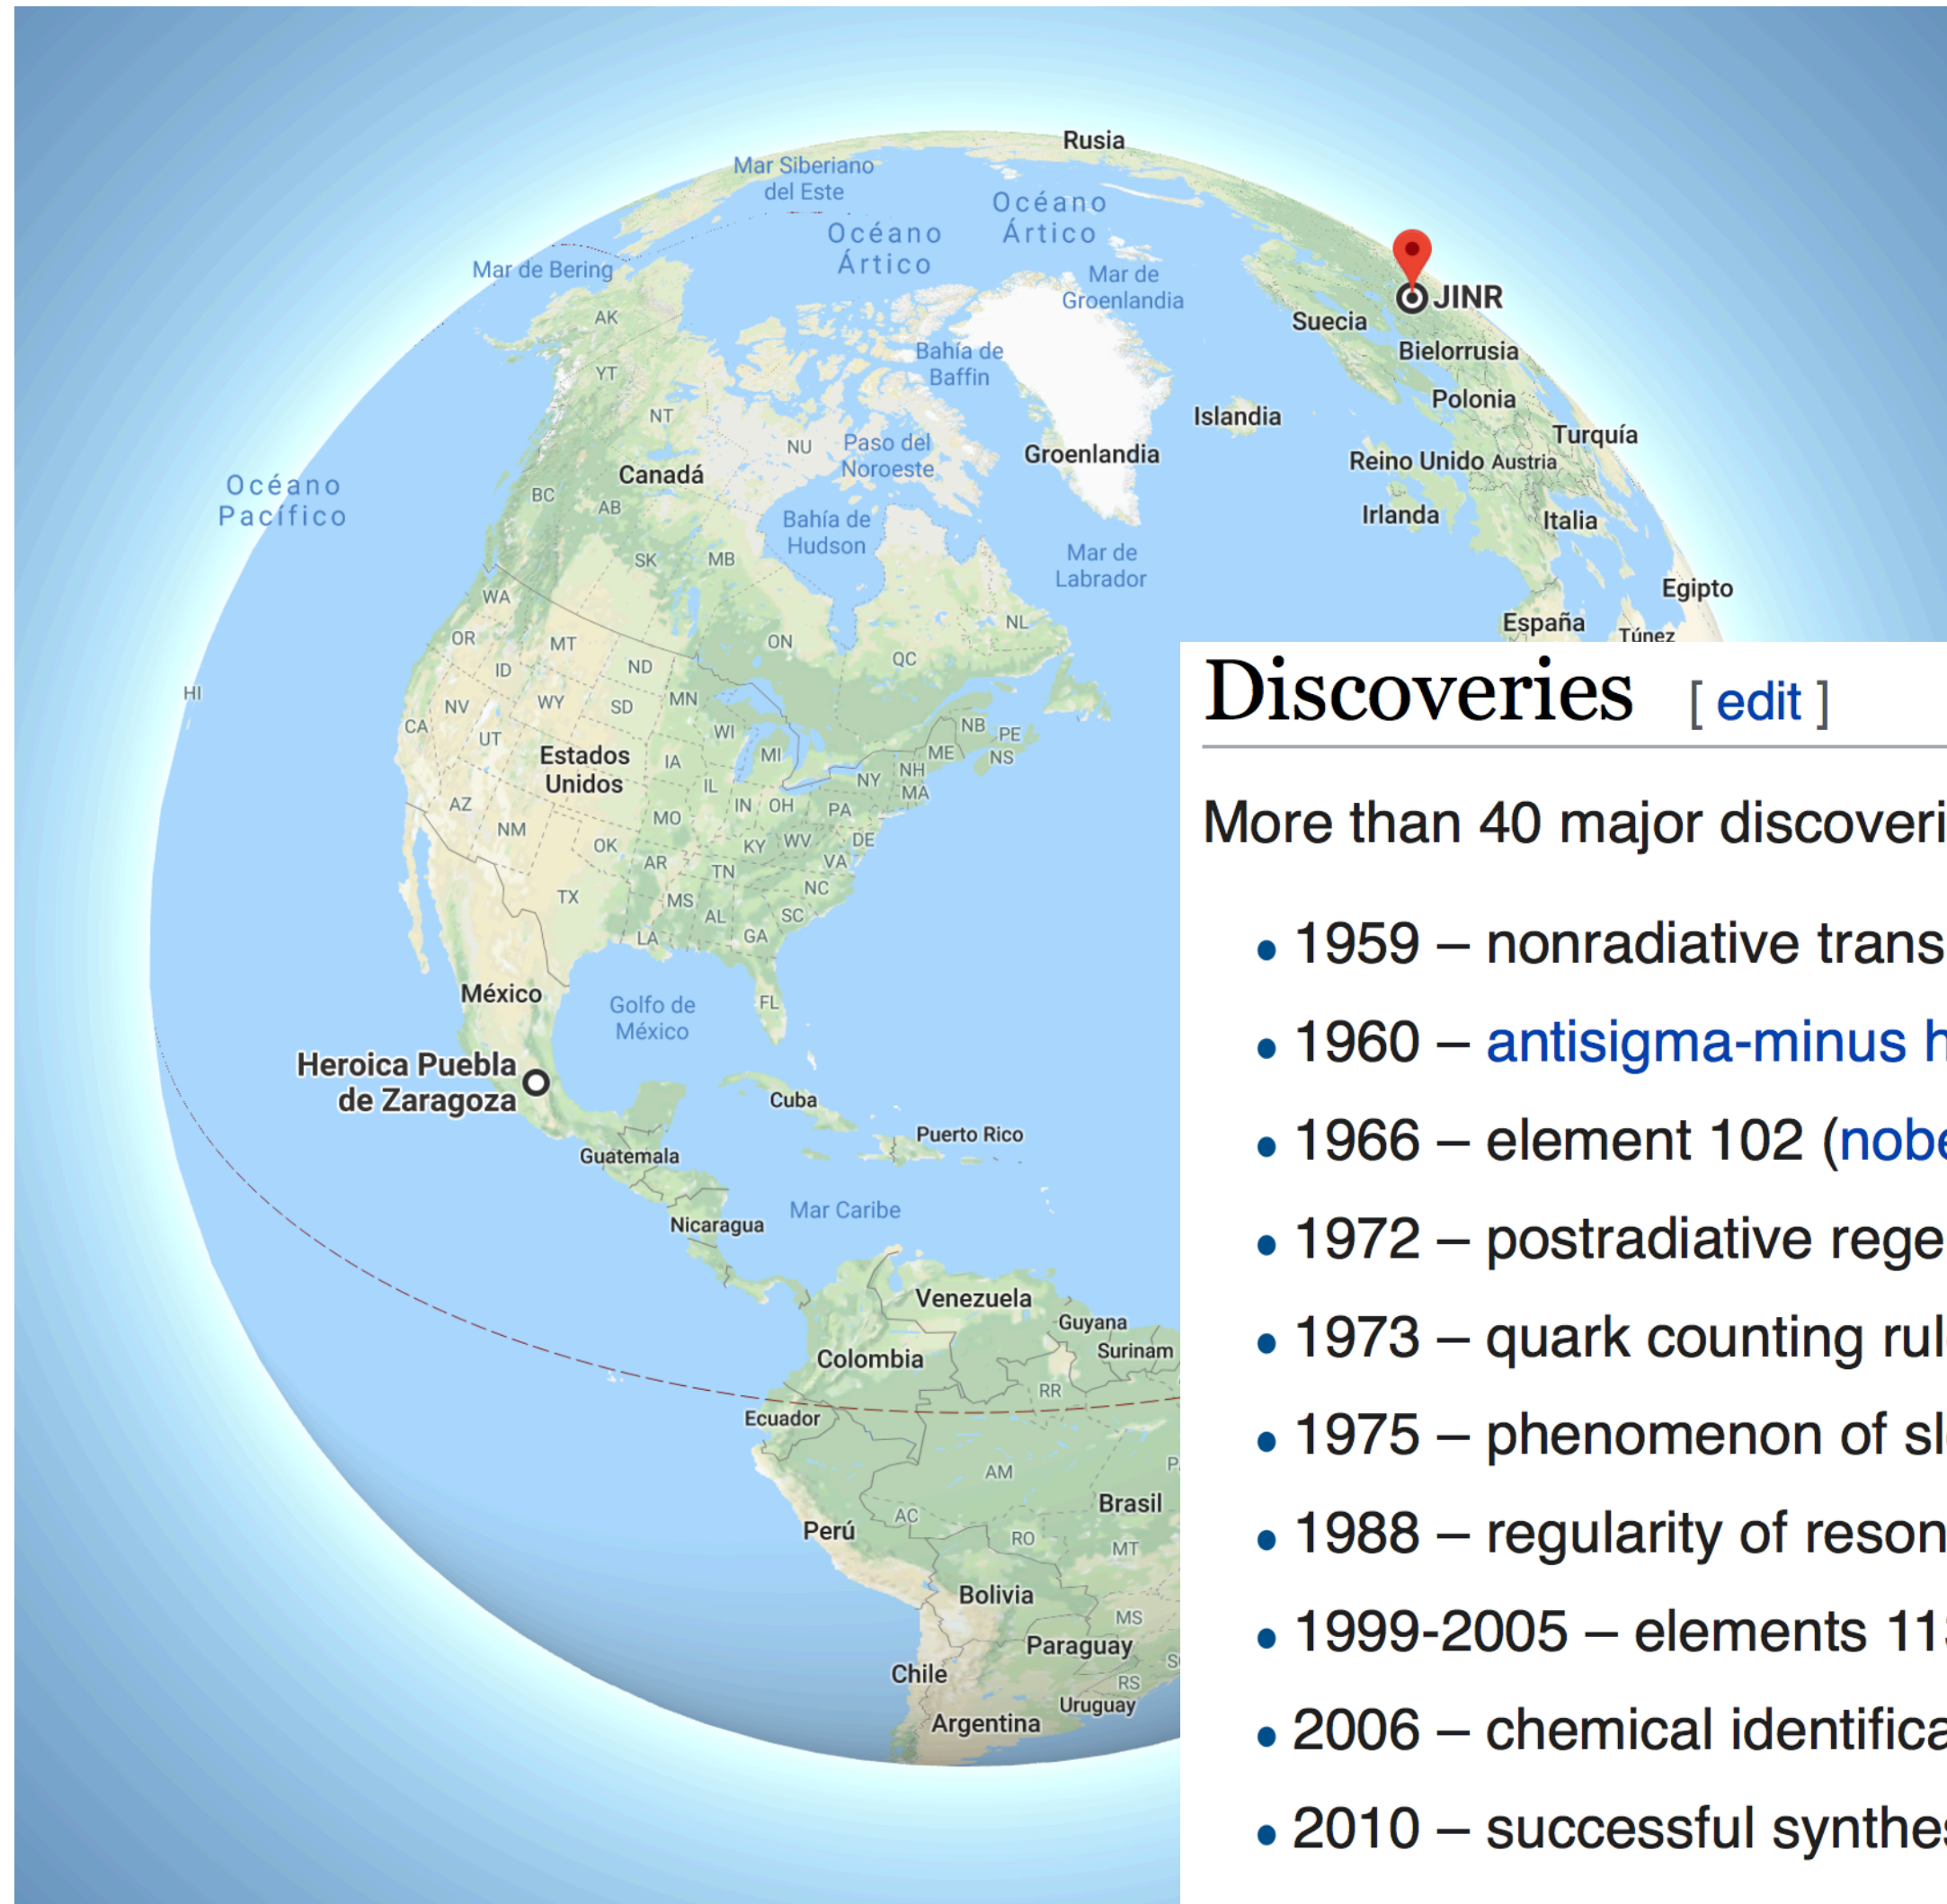 Rusia
Mar Siberiano
del Este
Océano
Ártico
Océano
Ártico
Mar de Bering
Mar de
Groenlandia
JINR
Suecia
AK
Bahía de
Baffin
Bielorrusia
YT
Polonia
NT
Islandia
NU
Paso del
Noroeste
Turquía
Groenlandia
Reino Unido
Austria
Canadá
Océano
Pacífico
BC
AB
Bahía de
Hudson
Irlanda
Italia
SK
MB
Mar de
Labrador
WA
Egipto
NL
España
Túnez
OR
MT
ON
ID
ND
QC
HI
WY
SD
MN
NV
CA
UT
WI
NB
PE
NS
ME
Estados
Unidos
IA
MI
NH
NY
MA
IL
IN
OH
PA
AZ
MO
NM
KY
WV
DE
OK
AR
TN
VA
TX
MS
NC
AL
SC
LA
GA
México
Golfo de
México
FL
Heroica Puebla
de Zaragoza
Cuba
Puerto Rico
Guatemala
Mar Caribe
Nicaragua
Venezuela
Guyana
Surinam
Colombia
RR
Ecuador
AM
P
Brasil
AC
Perú
RO
MT
Bolivia
MS
Paraguay
S
Chile
RS
Uruguay
Argentina
Discoveries [ edit ]
More than 40 major discoveri
• 1959 – nonradiative trans
• 1960 – antisigma-minus h
• 1966 – element 102 (nobe
• 1972 – postradiative rege
• 1973 – quark counting rul
• 1975 – phenomenon of sl
• 1988 – regularity of reson
• 1999-2005 – elements 11
• 2006 – chemical identifica
• 2010 – successful synthes